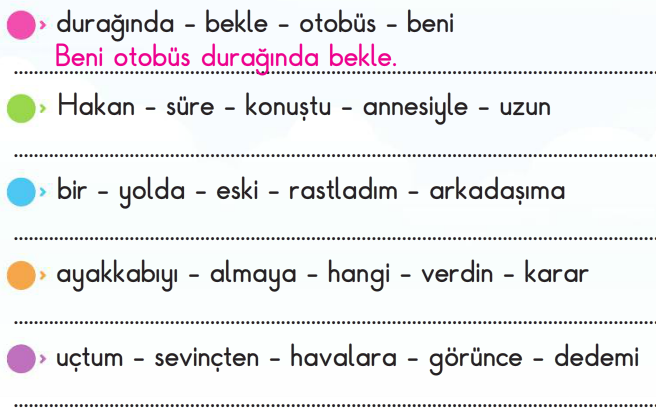 durağında - bekle - otobüs - beni
Beni otobüs durağında bekle.
Hakan - süre - konuştu - annesiyle - uzun
bir - yolda - eski - rastladım - arkadaşıma
ayakkabıyı - almaya - hangi - verdin - karar
uçtum - sevinçten - havalara - görünce - dedemi